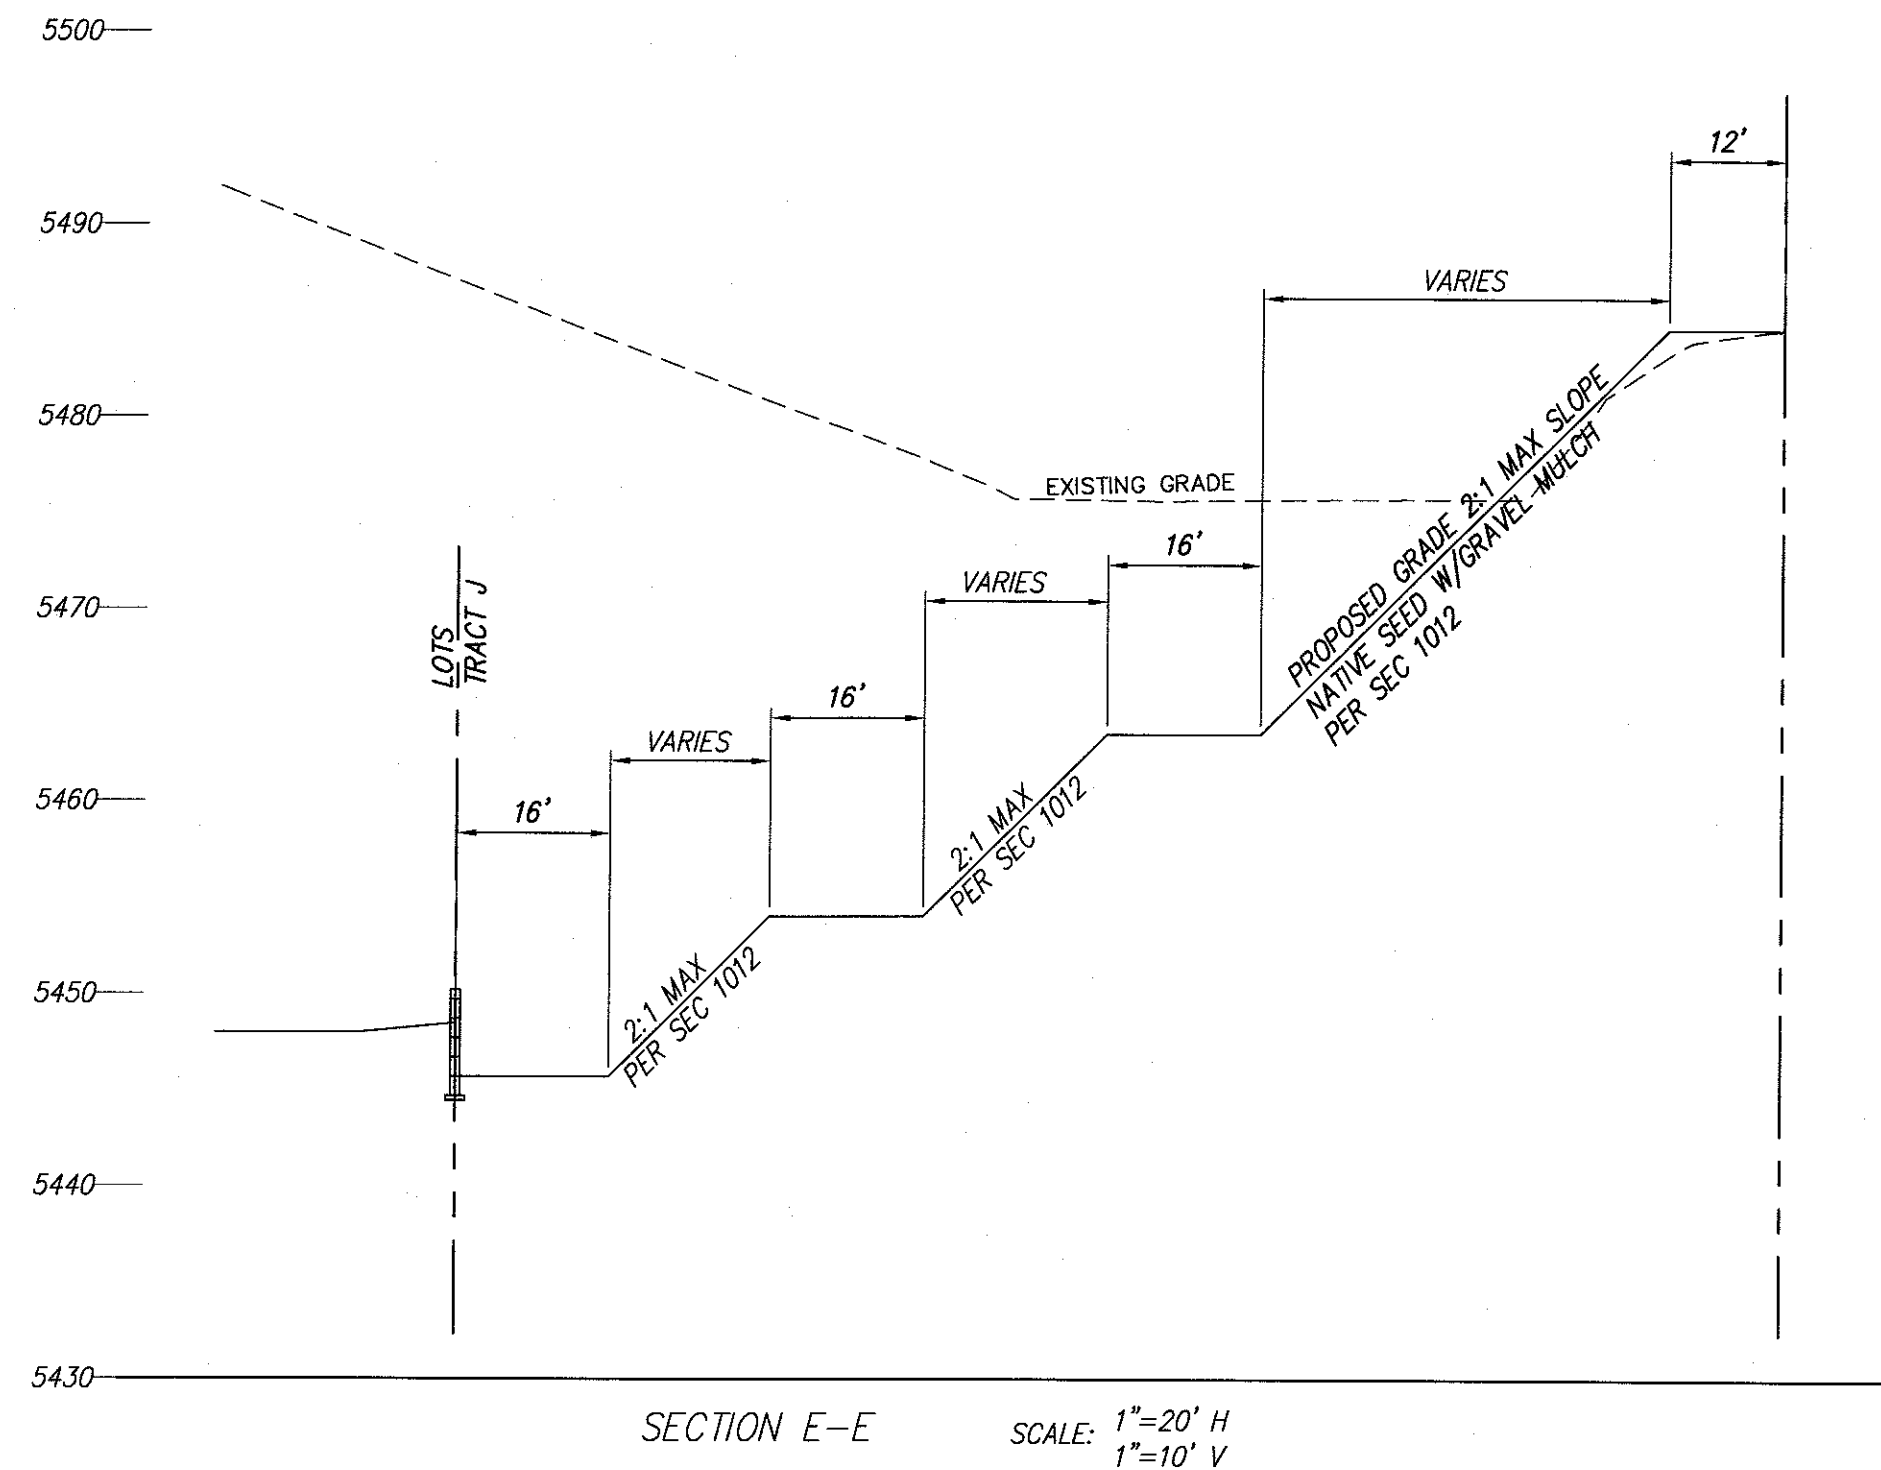 5500
12'
5490
VARIES
5480
EXISTING GRADE
PROPOSED GRADE 2:1 MAX SLOPE
NATIVE SEED W/GRAVEL MULCH
PER SEC 1012
16'
VARIES
5470
LOTS
TRACT J
16'
VARIES
5460
16'
2:1 MAX
PER SEC 1012
5450
2:1 MAX
PER SEC 1012
5440
5430
SECTION E-E
SCALE: 1"=20' H
1"=10' V